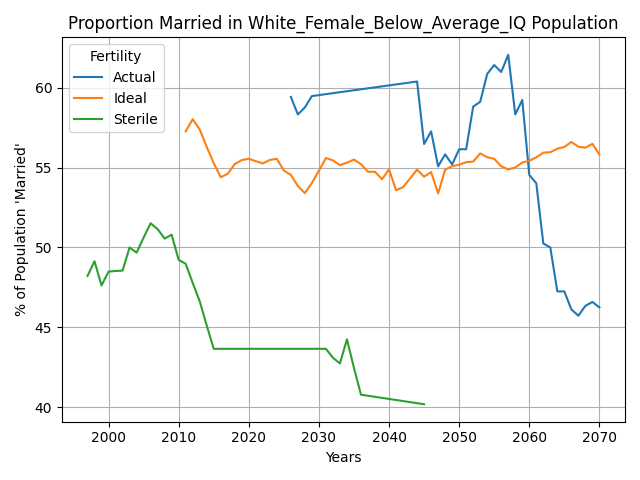 Proportion Married in White_Female_Below_Average_IQ Population
Fertility
Actual
Ideal
Sterile
% of Population 'Married'
60
55
50
45
40
2000 2010 2020 2030 2040 2050 2060 2070
Years